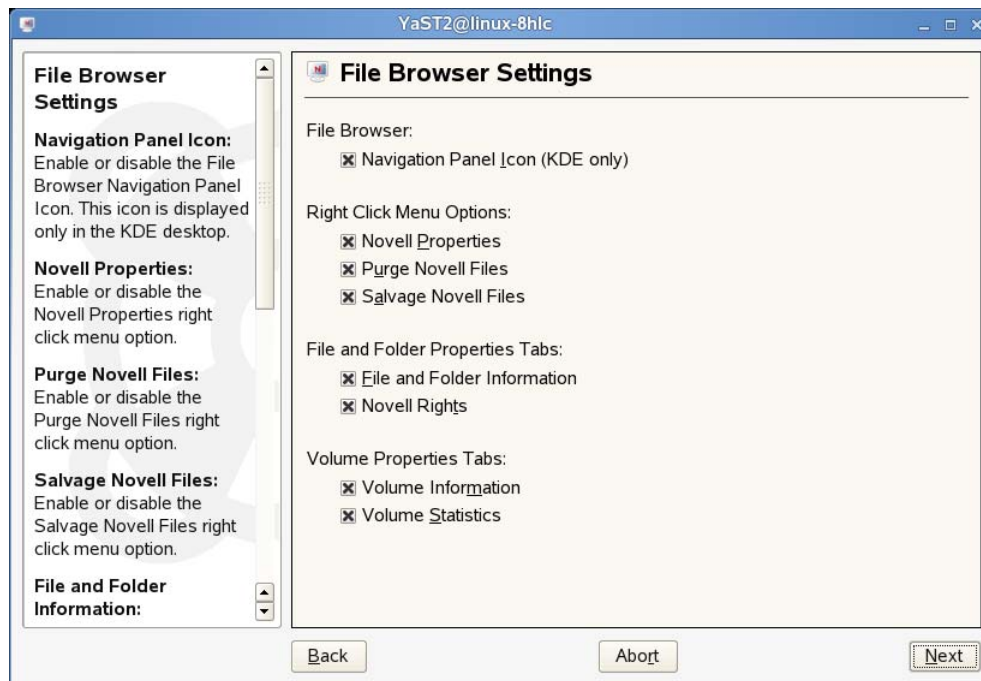 YaST2@linux-8hlc
File Browser
Settings
Navigation Panel Icon:
Enable or disable the File
Browser Navigation Panel
Icon. This icon is displayed
only in the KDE desktop.
Novell Properties:
Enable or disable the
Novell Properties right
click menu option.
Purge Novell Files:
Enable or disable the
Purge Novell Files right
click menu option.
Salvage Novell Files:
Enable or disable the
Salvage Novell Files right
click menu option.
File and Folder
Information:
File Browser Settings
File Browser:
Navigation Panel Icon (KDE only)
Right Click Menu Options:
Novell Properties
Purge Novell Files
Salvage Novell Files
File and Folder Properties Tabs:
File and Folder Information
Novell Rights
Volume Properties Tabs:
Volume Information
Volume Statistics
Back
Abort
Next